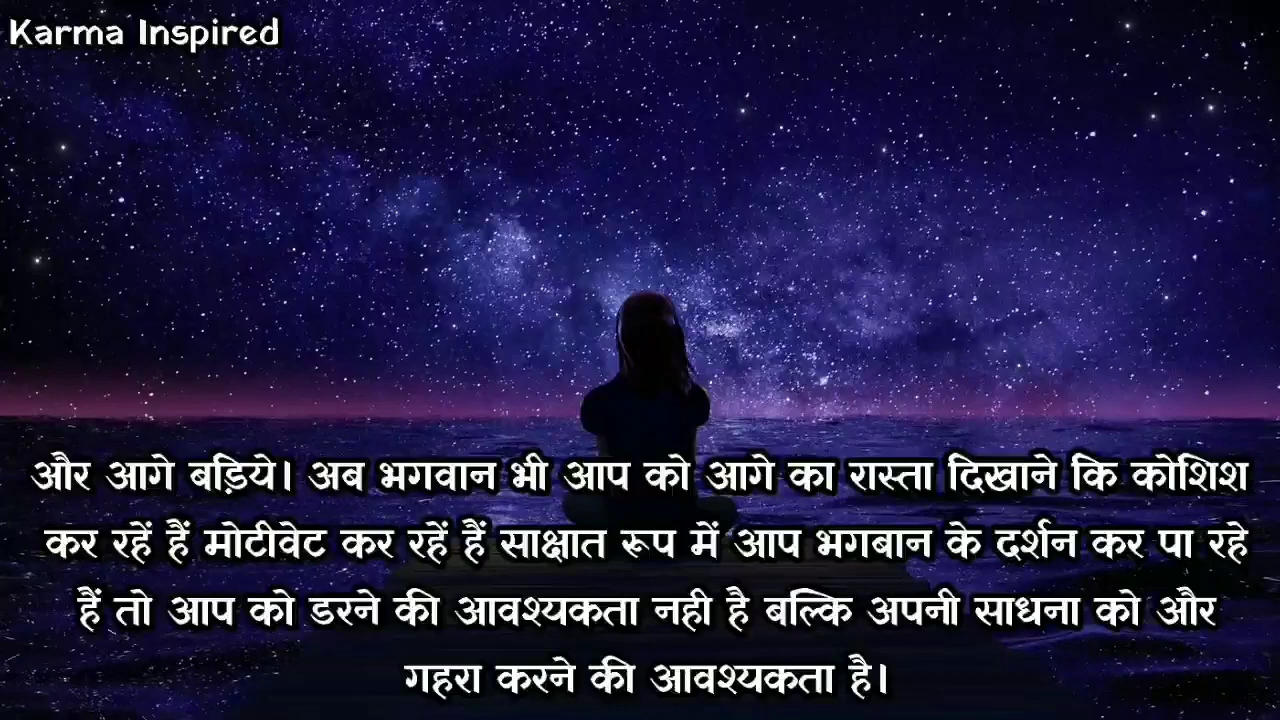 Karma Inspired
और आगे बड़िये। अब भगवान भी आप को आगे का रास्ता दिखाने कि कोशिश
कर रहें हैं मोटीवेट कर रहें हैं साक्षात रूप में आप भगबान के दर्शन कर पा रहे
हैं तो आप को डरने की आवश्यकता नही है बल्कि अपनी साधना को और
गहरा करने की आवश्यकता है।